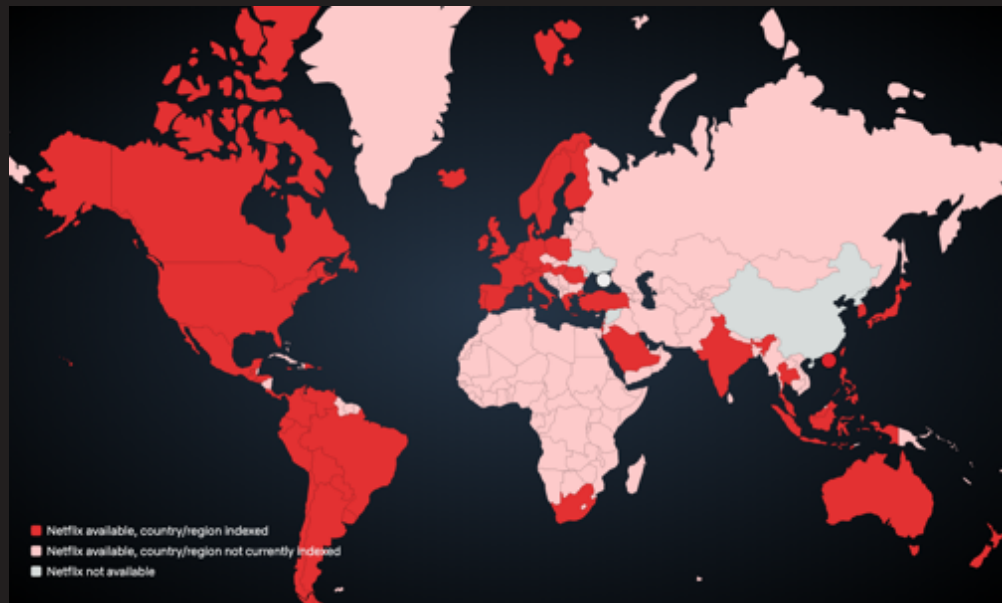 Netflix available, country/region indexed
Netflix available, country/region not currently indexed
Netflix not available